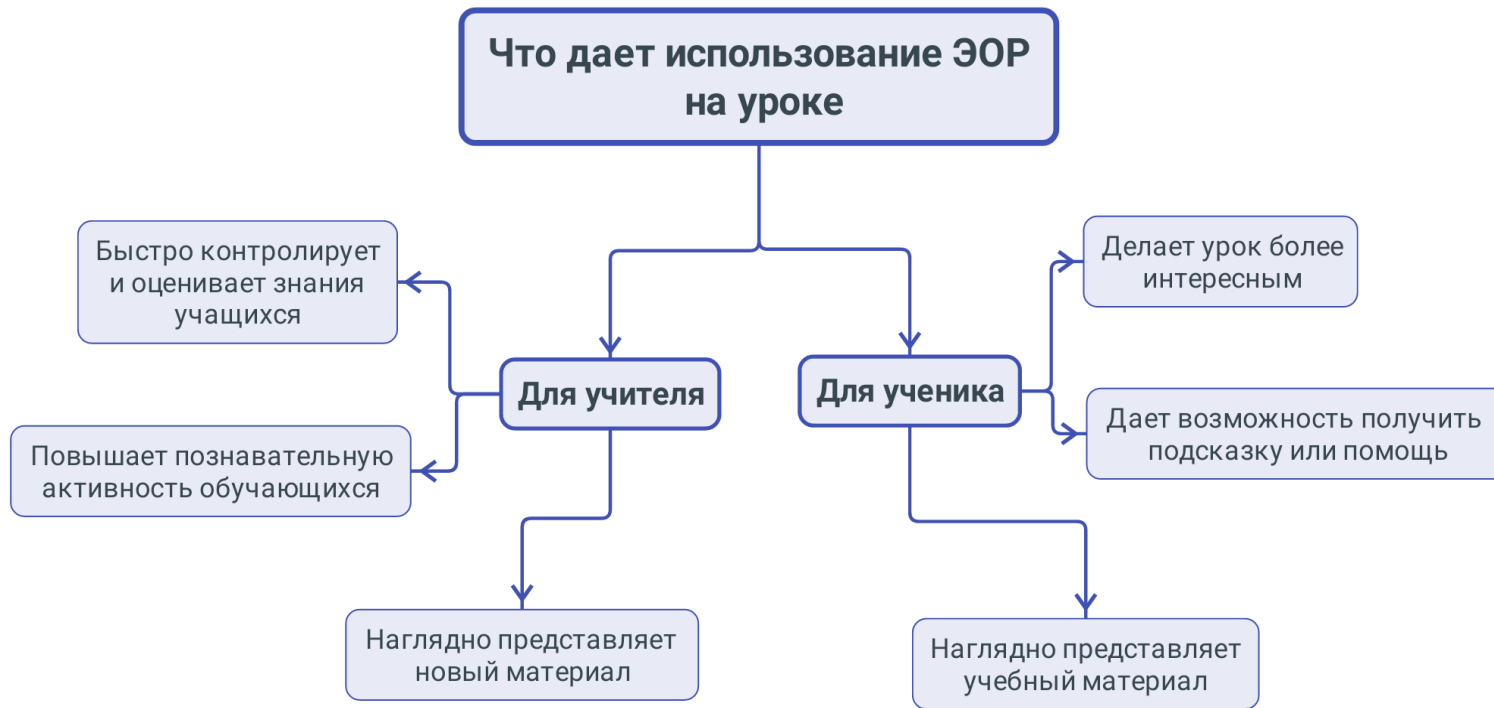 Что дает использование ЭОР
на уроке
Быстро контролирует
и оценивает знания
учащихся
Делает урок более
интересным
Для учителя
Для ученика
Повышает познавательную
активность обучающихся
Дает возможность получить
подсказку или помощь
Наглядно представляет
новый материал
Наглядно представляет
учебный материал